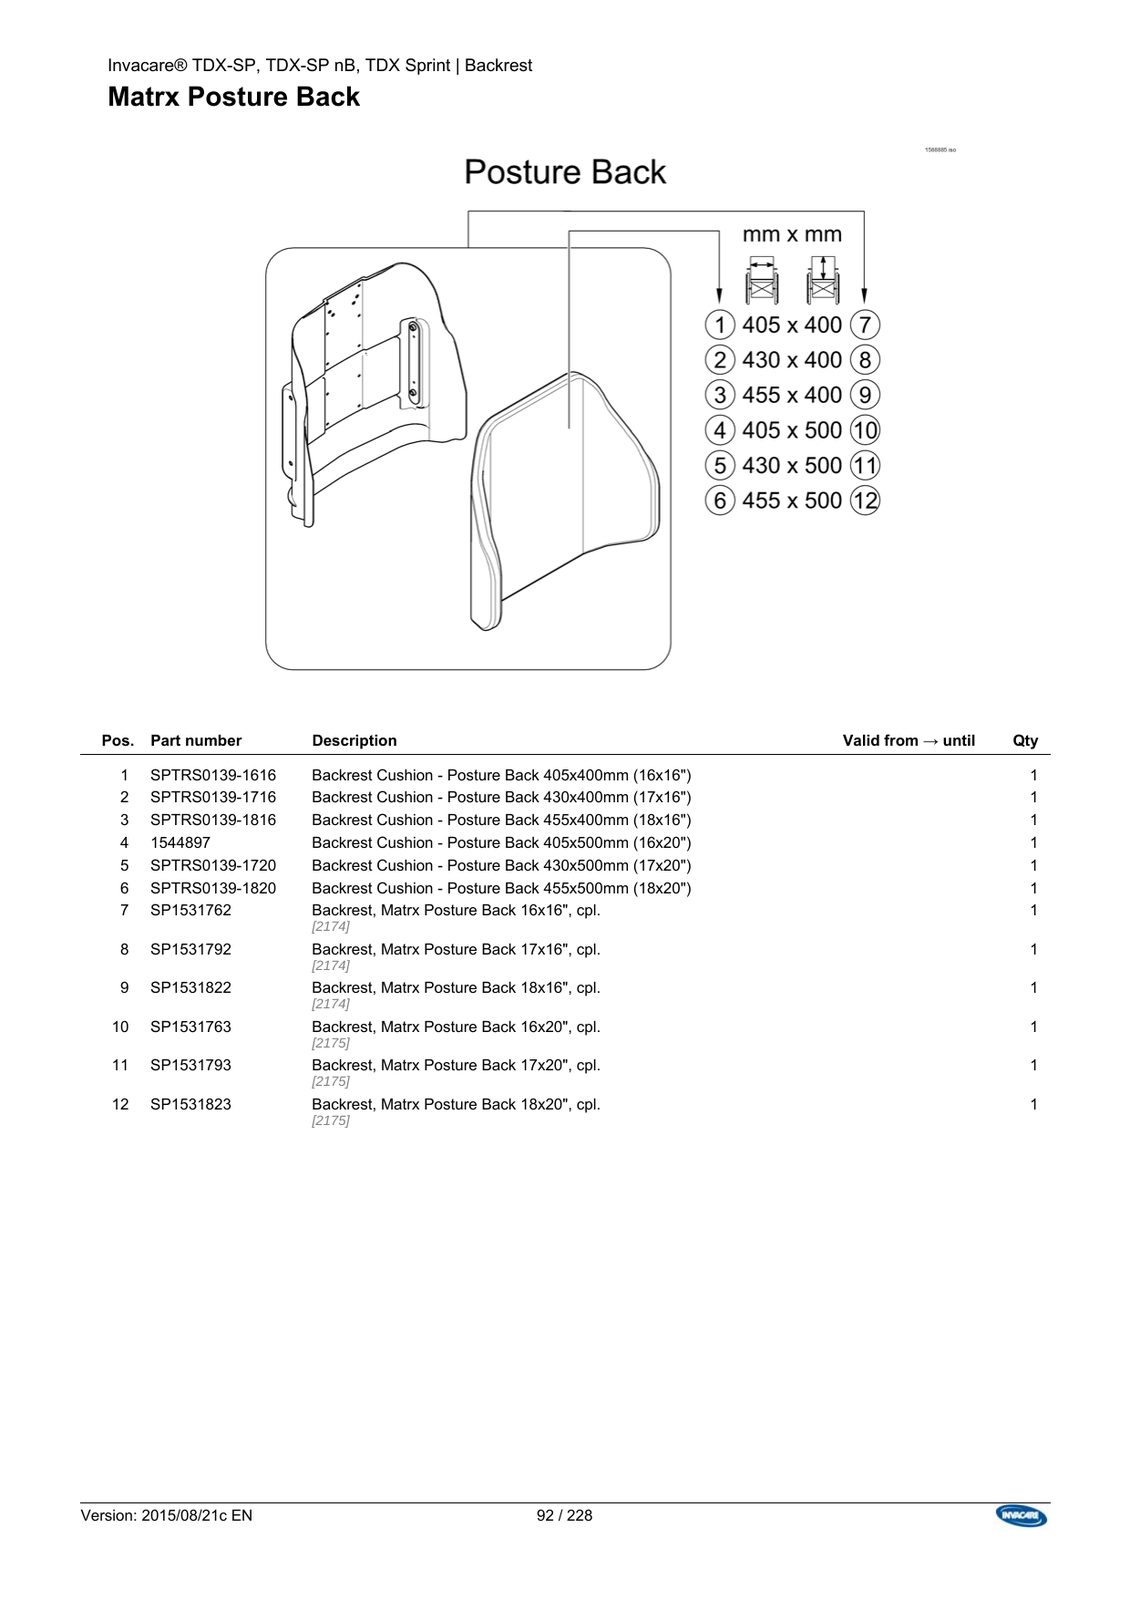 Invacare® TDX-SP, TDX-SP nB, TDX Sprint | Backrest
Matrx Posture Back
1588885 iso
Posture Back
mm x mm
1 405 x 400 7
2 430 x 400 8
3 455 x 400 9
4 405 x 500 10
5 430 x 500 11
6 455 x 500 12
Pos. Part number Description Valid from → until Qty
1 SPTRS0139-1616 Backrest Cushion - Posture Back 405x400mm (16x16") 1
2 SPTRS0139-1716 Backrest Cushion - Posture Back 430x400mm (17x16") 1
3 SPTRS0139-1816 Backrest Cushion - Posture Back 455x400mm (18x16") 1
4 1544897 Backrest Cushion - Posture Back 405x500mm (16x20") 1
5 SPTRS0139-1720 Backrest Cushion - Posture Back 430x500mm (17x20") 1
6 SPTRS0139-1820 Backrest Cushion - Posture Back 455x500mm (18x20") 1
7 SP1531762 Backrest, Matrx Posture Back 16x16", cpl. 1
[2174]
8 SP1531792 Backrest, Matrx Posture Back 17x16", cpl. 1
[2174]
9 SP1531822 Backrest, Matrx Posture Back 18x16", cpl. 1
[2174]
10 SP1531763 Backrest, Matrx Posture Back 16x20", cpl. 1
[2175]
11 SP1531793 Backrest, Matrx Posture Back 17x20", cpl. 1
[2175]
12 SP1531823 Backrest, Matrx Posture Back 18x20", cpl. 1
[2175]
Version: 2015/08/21c EN 92 / 228 INVACARE